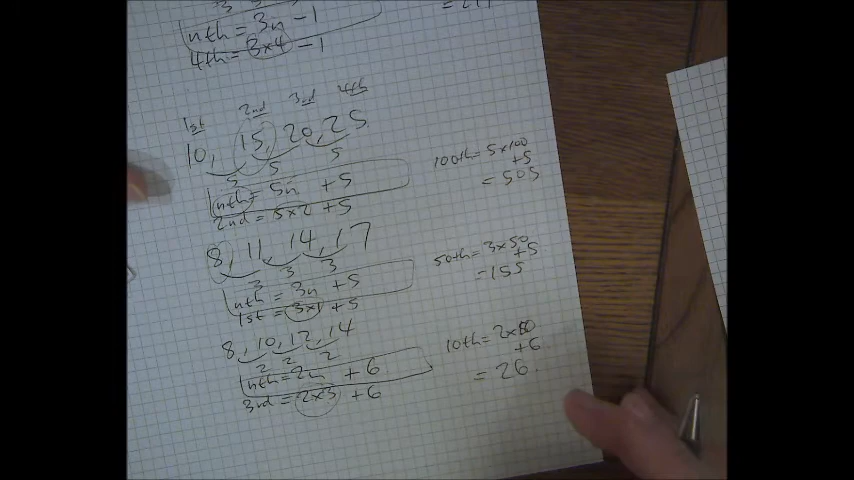 nth = 3n - 1
4th = 3x4 - 1
1st 2nd 3rd 4th
10, 15, 20, 25
5 5 5
nth = 5n + 5
2nd = 5x2 + 5
100th = 5x100
+5
= 505
8, 11, 14, 17
3 3 3
nth = 3n + 5
1st = 3x1 + 5
50th = 3x50
+5
= 155
8, 10, 12, 14
2 2 2
nth = 2n + 6
3rd = 2x3 + 6
10th = 2x10
+6
= 26.